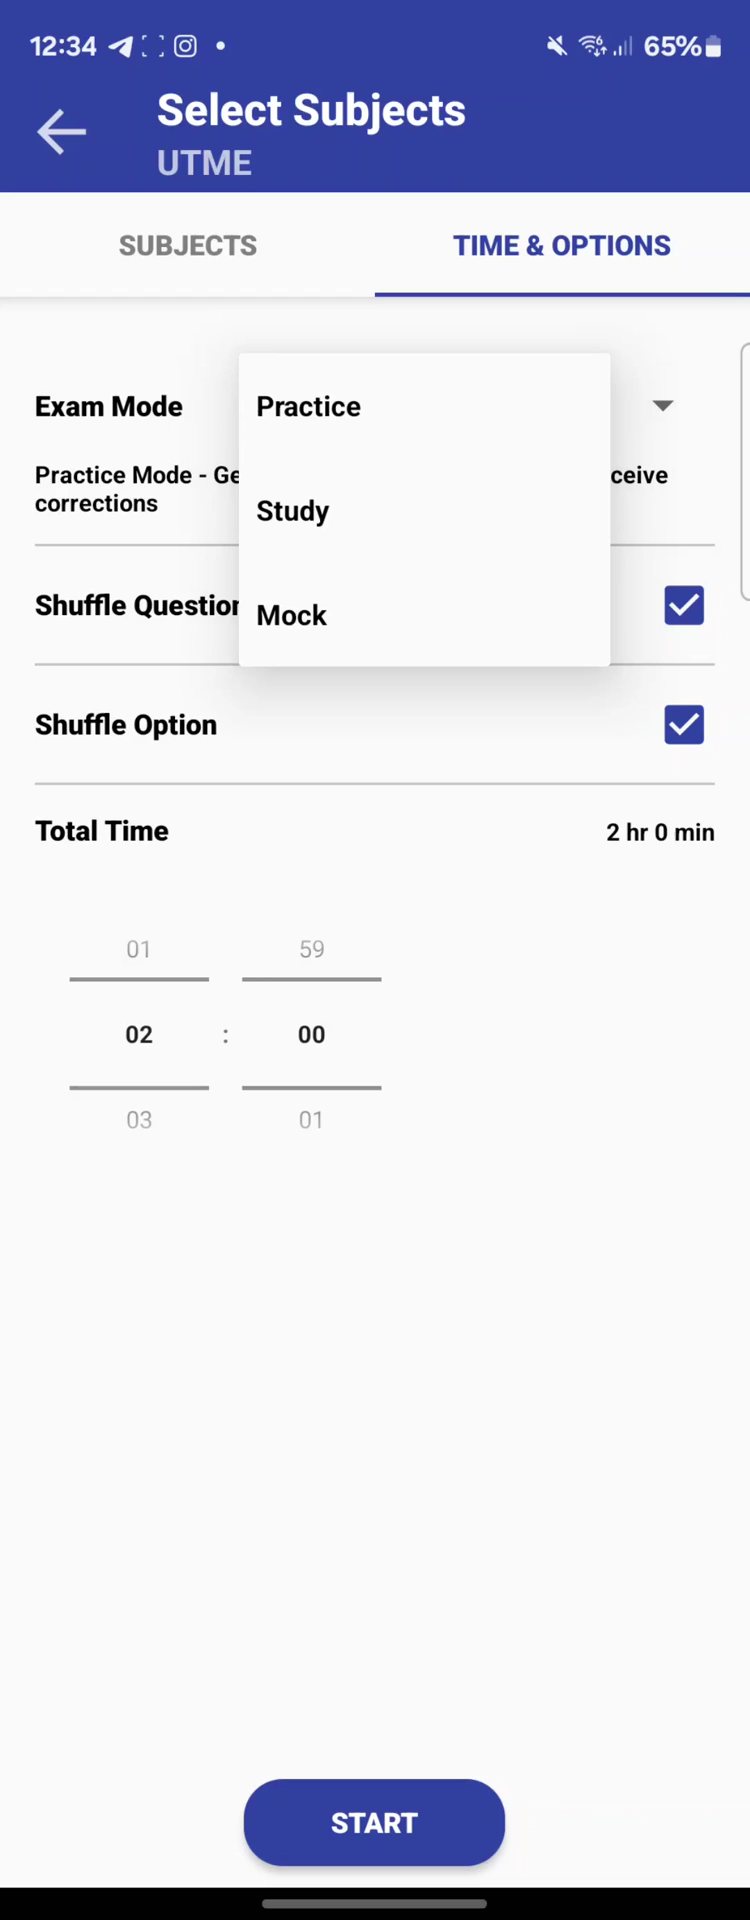 12:34
65%
Select Subjects
UTME
SUBJECTS
TIME & OPTIONS
Exam Mode
Practice
Practice Mode - Ge
ceive
corrections
Study
Shuffle Question
Mock
Shuffle Option
Total Time
2 hr 0 min
01 59
02 : 00
03 01
START